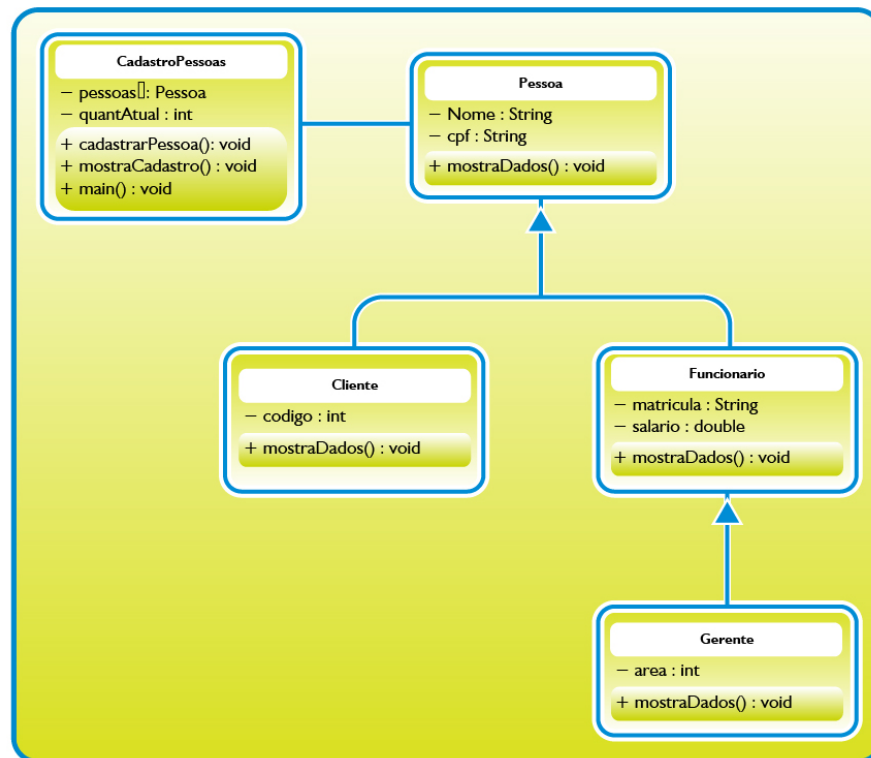 CadastroPessoas
− pessoas[]: Pessoa
− quantAtual : int
+ cadastrarPessoa(): void
+ mostraCadastro() : void
+ main() : void
Pessoa
− Nome : String
− cpf : String
+ mostraDados() : void
Cliente
− codigo : int
+ mostraDados() : void
Funcionario
− matricula : String
− salario : double
+ mostraDados() : void
Gerente
− area : int
+ mostraDados() : void